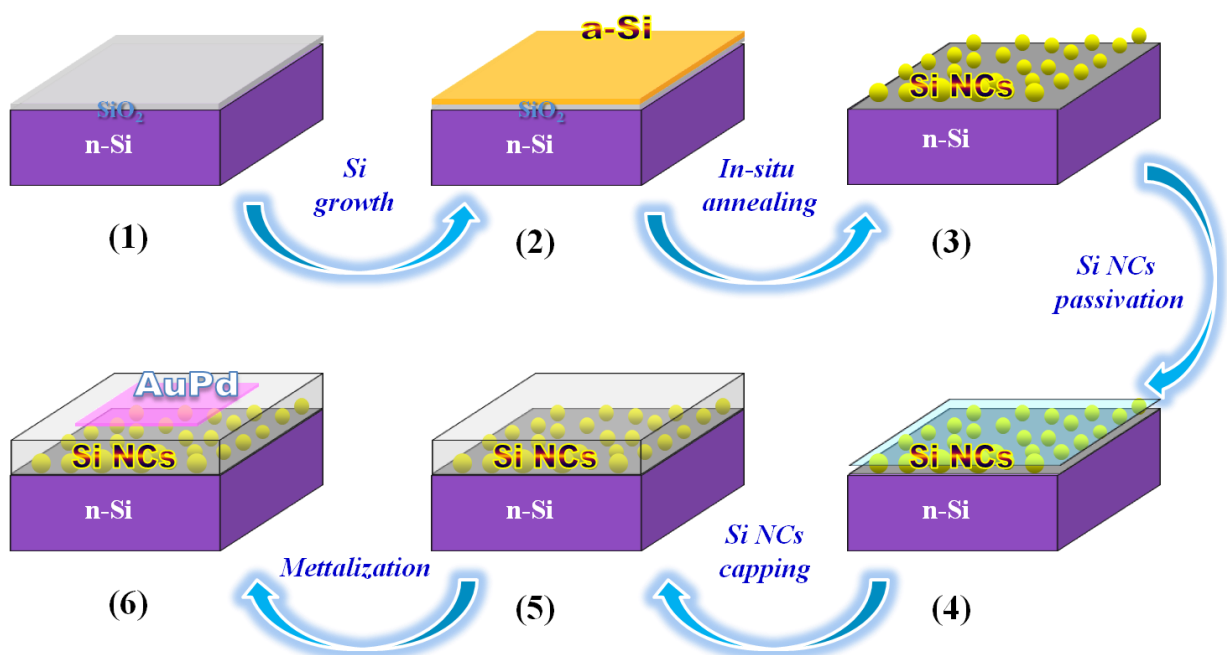 SiO₂
n-Si
(1)
Si
growth
a-Si
SiO₂
n-Si
(2)
In-situ
annealing
Si NCs
n-Si
(3)
Si NCs
passivation
Si NCs
n-Si
(4)
Si NCs
capping
Si NCs
n-Si
(5)
Mettalization
AuPd
Si NCs
n-Si
(6)